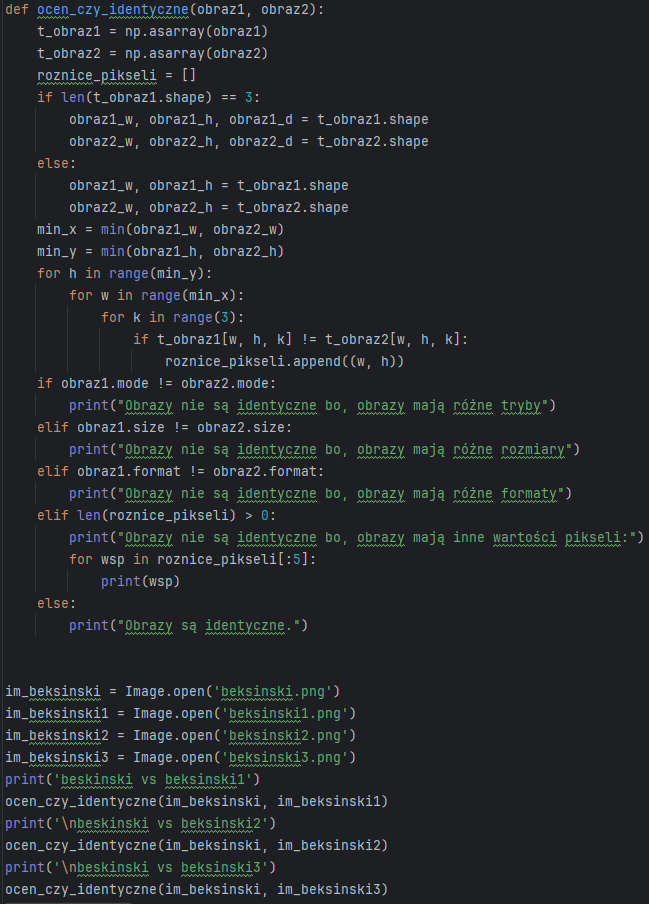 def ocen_czy_identyczne(obraz1, obraz2):
    t_obraz1 = np.asarray(obraz1)
    t_obraz2 = np.asarray(obraz2)
    roznice_pikseli = []
    if len(t_obraz1.shape) == 3:
        obraz1_w, obraz1_h, obraz1_d = t_obraz1.shape
        obraz2_w, obraz2_h, obraz2_d = t_obraz2.shape
    else:
        obraz1_w, obraz1_h = t_obraz1.shape
        obraz2_w, obraz2_h = t_obraz2.shape
    min_x = min(obraz1_w, obraz2_w)
    min_y = min(obraz1_h, obraz2_h)
    for h in range(min_y):
        for w in range(min_x):
            for k in range(3):
                if t_obraz1[w, h, k] != t_obraz2[w, h, k]:
                    roznice_pikseli.append((w, h))
    if obraz1.mode != obraz2.mode:
        print("Obrazy nie są identyczne bo, obrazy mają różne tryby")
    elif obraz1.size != obraz2.size:
        print("Obrazy nie są identyczne bo, obrazy mają różne rozmiary")
    elif obraz1.format != obraz2.format:
        print("Obrazy nie są identyczne bo, obrazy mają różne formaty")
    elif len(roznice_pikseli) > 0:
        print("Obrazy nie są identyczne bo, obrazy mają inne wartości pikseli:")
        for wsp in roznice_pikseli[:5]:
            print(wsp)
    else:
        print("Obrazy są identyczne.")
im_beksinski = Image.open('beksinski.png')
im_beksinski1 = Image.open('beksinski1.png')
im_beksinski2 = Image.open('beksinski2.png')
im_beksinski3 = Image.open('beksinski3.png')
print('beskinski vs beksinski1')
ocen_czy_identyczne(im_beksinski, im_beksinski1)
print('\nbeskinski vs beksinski2')
ocen_czy_identyczne(im_beksinski, im_beksinski2)
print('\nbeskinski vs beksinski3')
ocen_czy_identyczne(im_beksinski, im_beksinski3)